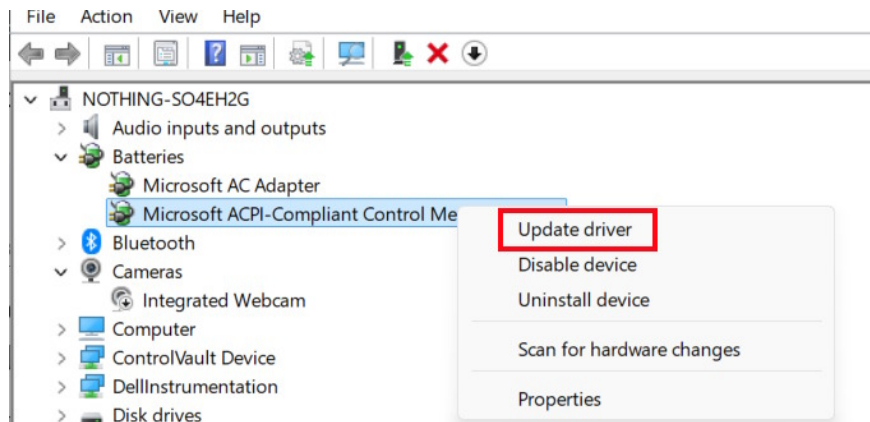 File Action View Help
NOTHING-SO4EH2G
Audio inputs and outputs
Batteries
Microsoft AC Adapter
Microsoft ACPI-Compliant Control Me
Bluetooth
Cameras
Integrated Webcam
Computer
ControlVault Device
DellInstrumentation
Disk drives
Update driver
Disable device
Uninstall device
Scan for hardware changes
Properties